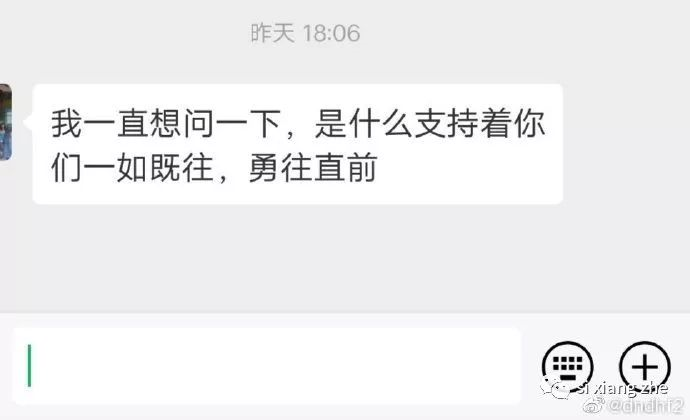 昨天 18:06
我一直想问一下，是什么支持着你
们一如既往，勇往直前
si xiang zhe
@dndhf2